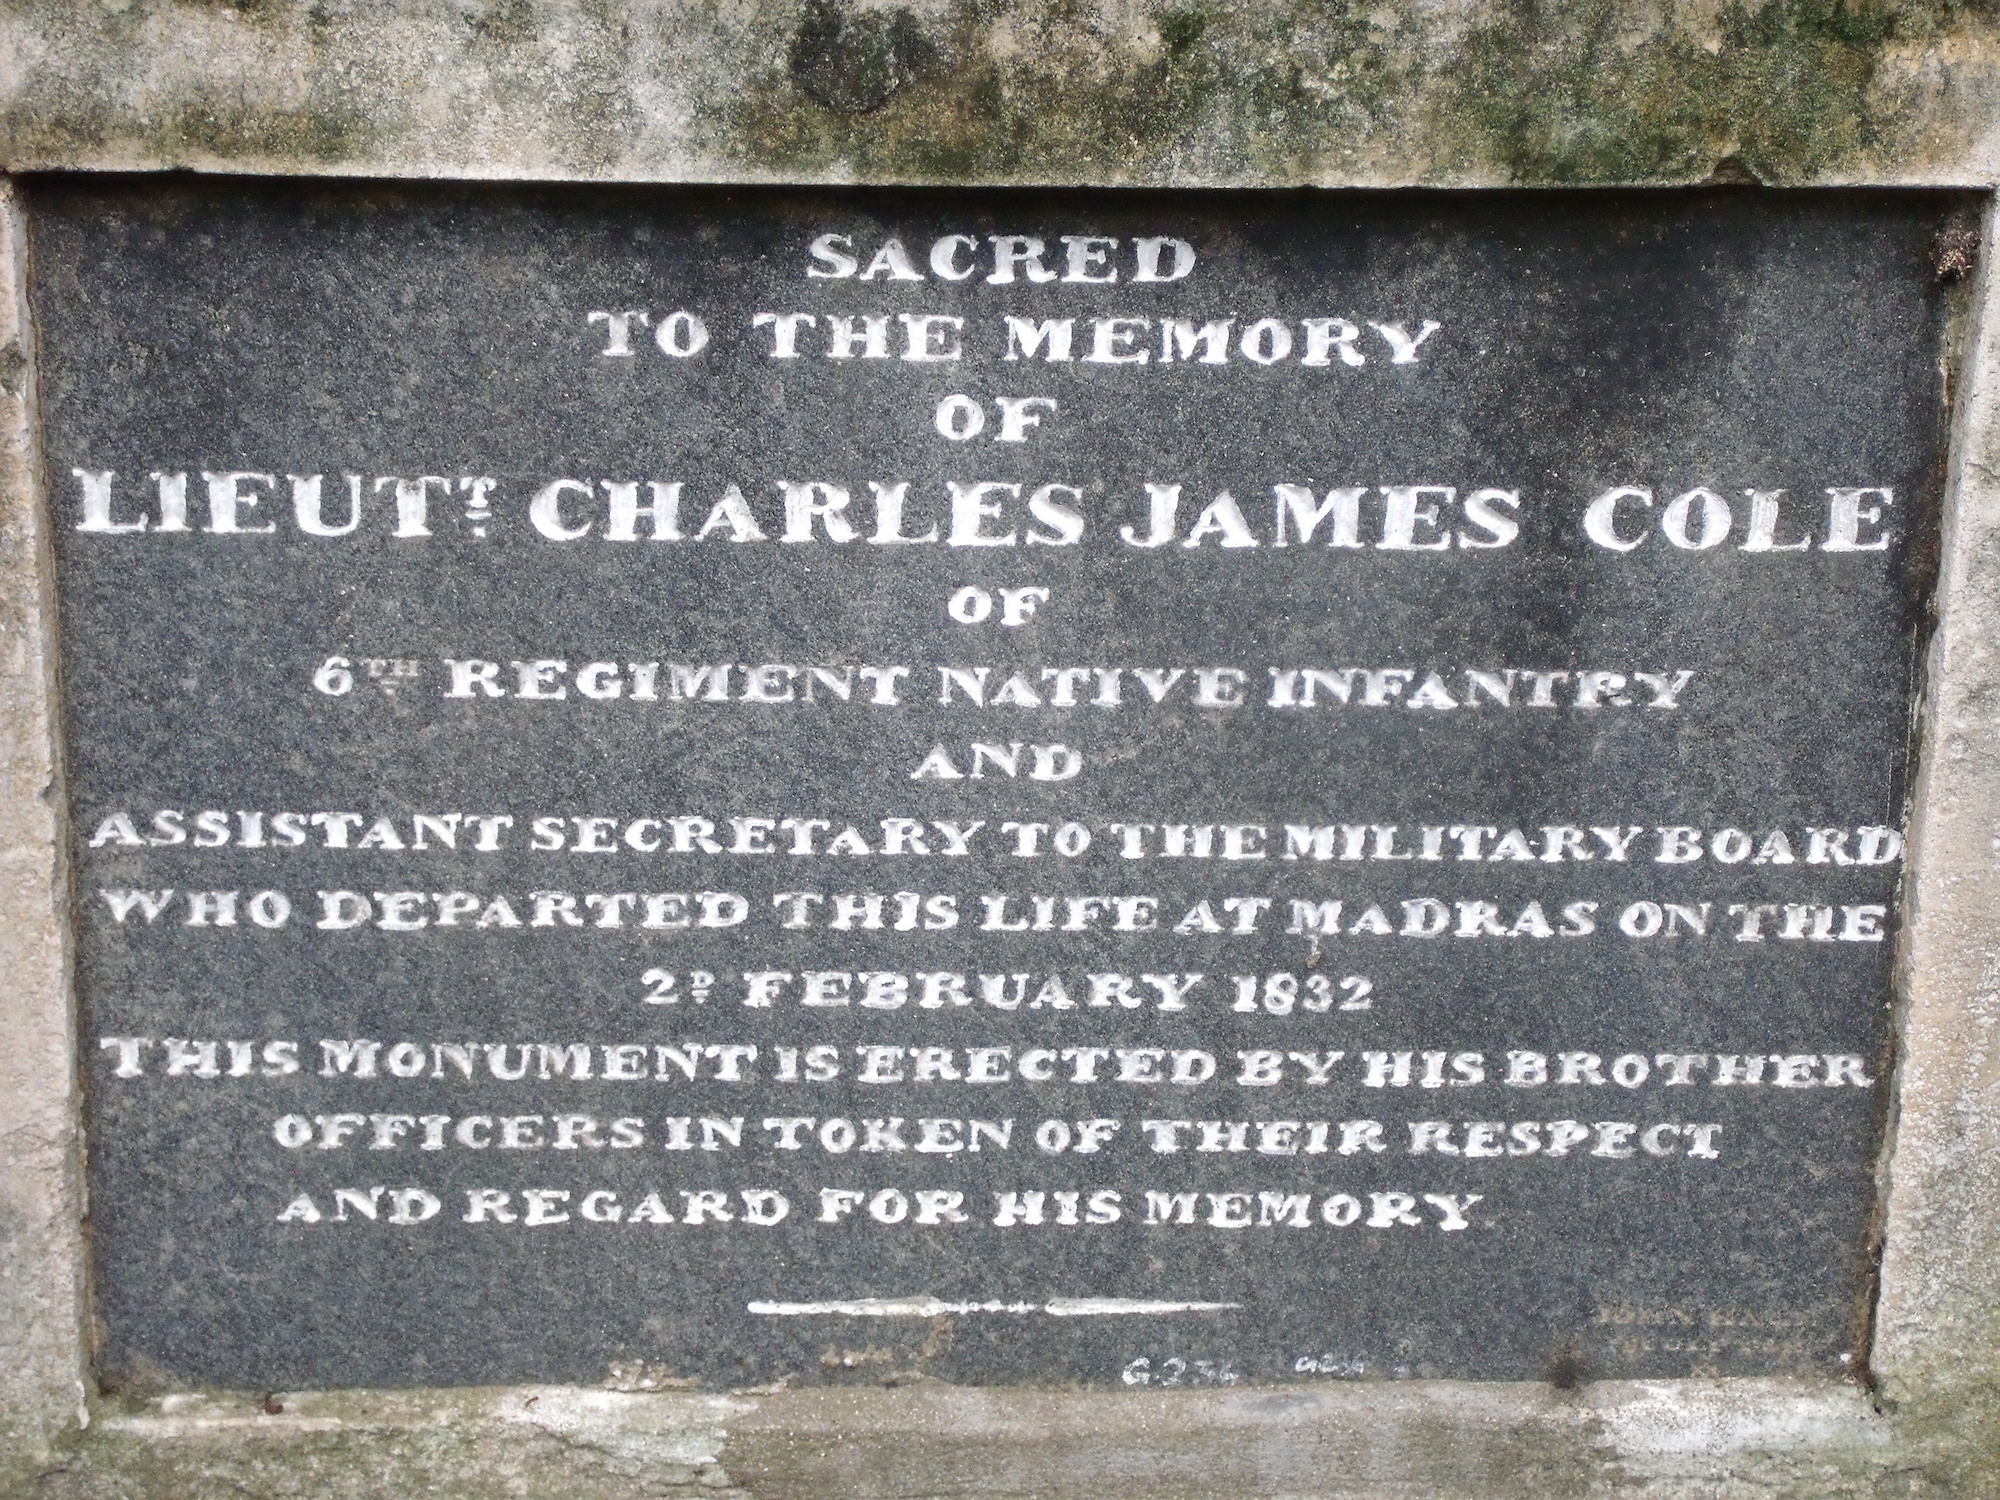 SACRED
TO THE MEMORY
OF
LIEUTT. CHARLES JAMES COLE
OF
6TH REGIMENT NATIVE INFANTRY
AND
ASSISTANT SECRETARY TO THE MILITARY BOARD
WHO DEPARTED THIS LIFE AT MADRAS ON THE
2D FEBRUARY 1832
THIS MONUMENT IS ERECTED BY HIS BROTHER
OFFICERS IN TOKEN OF THEIR RESPECT
AND REGARD FOR HIS MEMORY
G236
JOHN